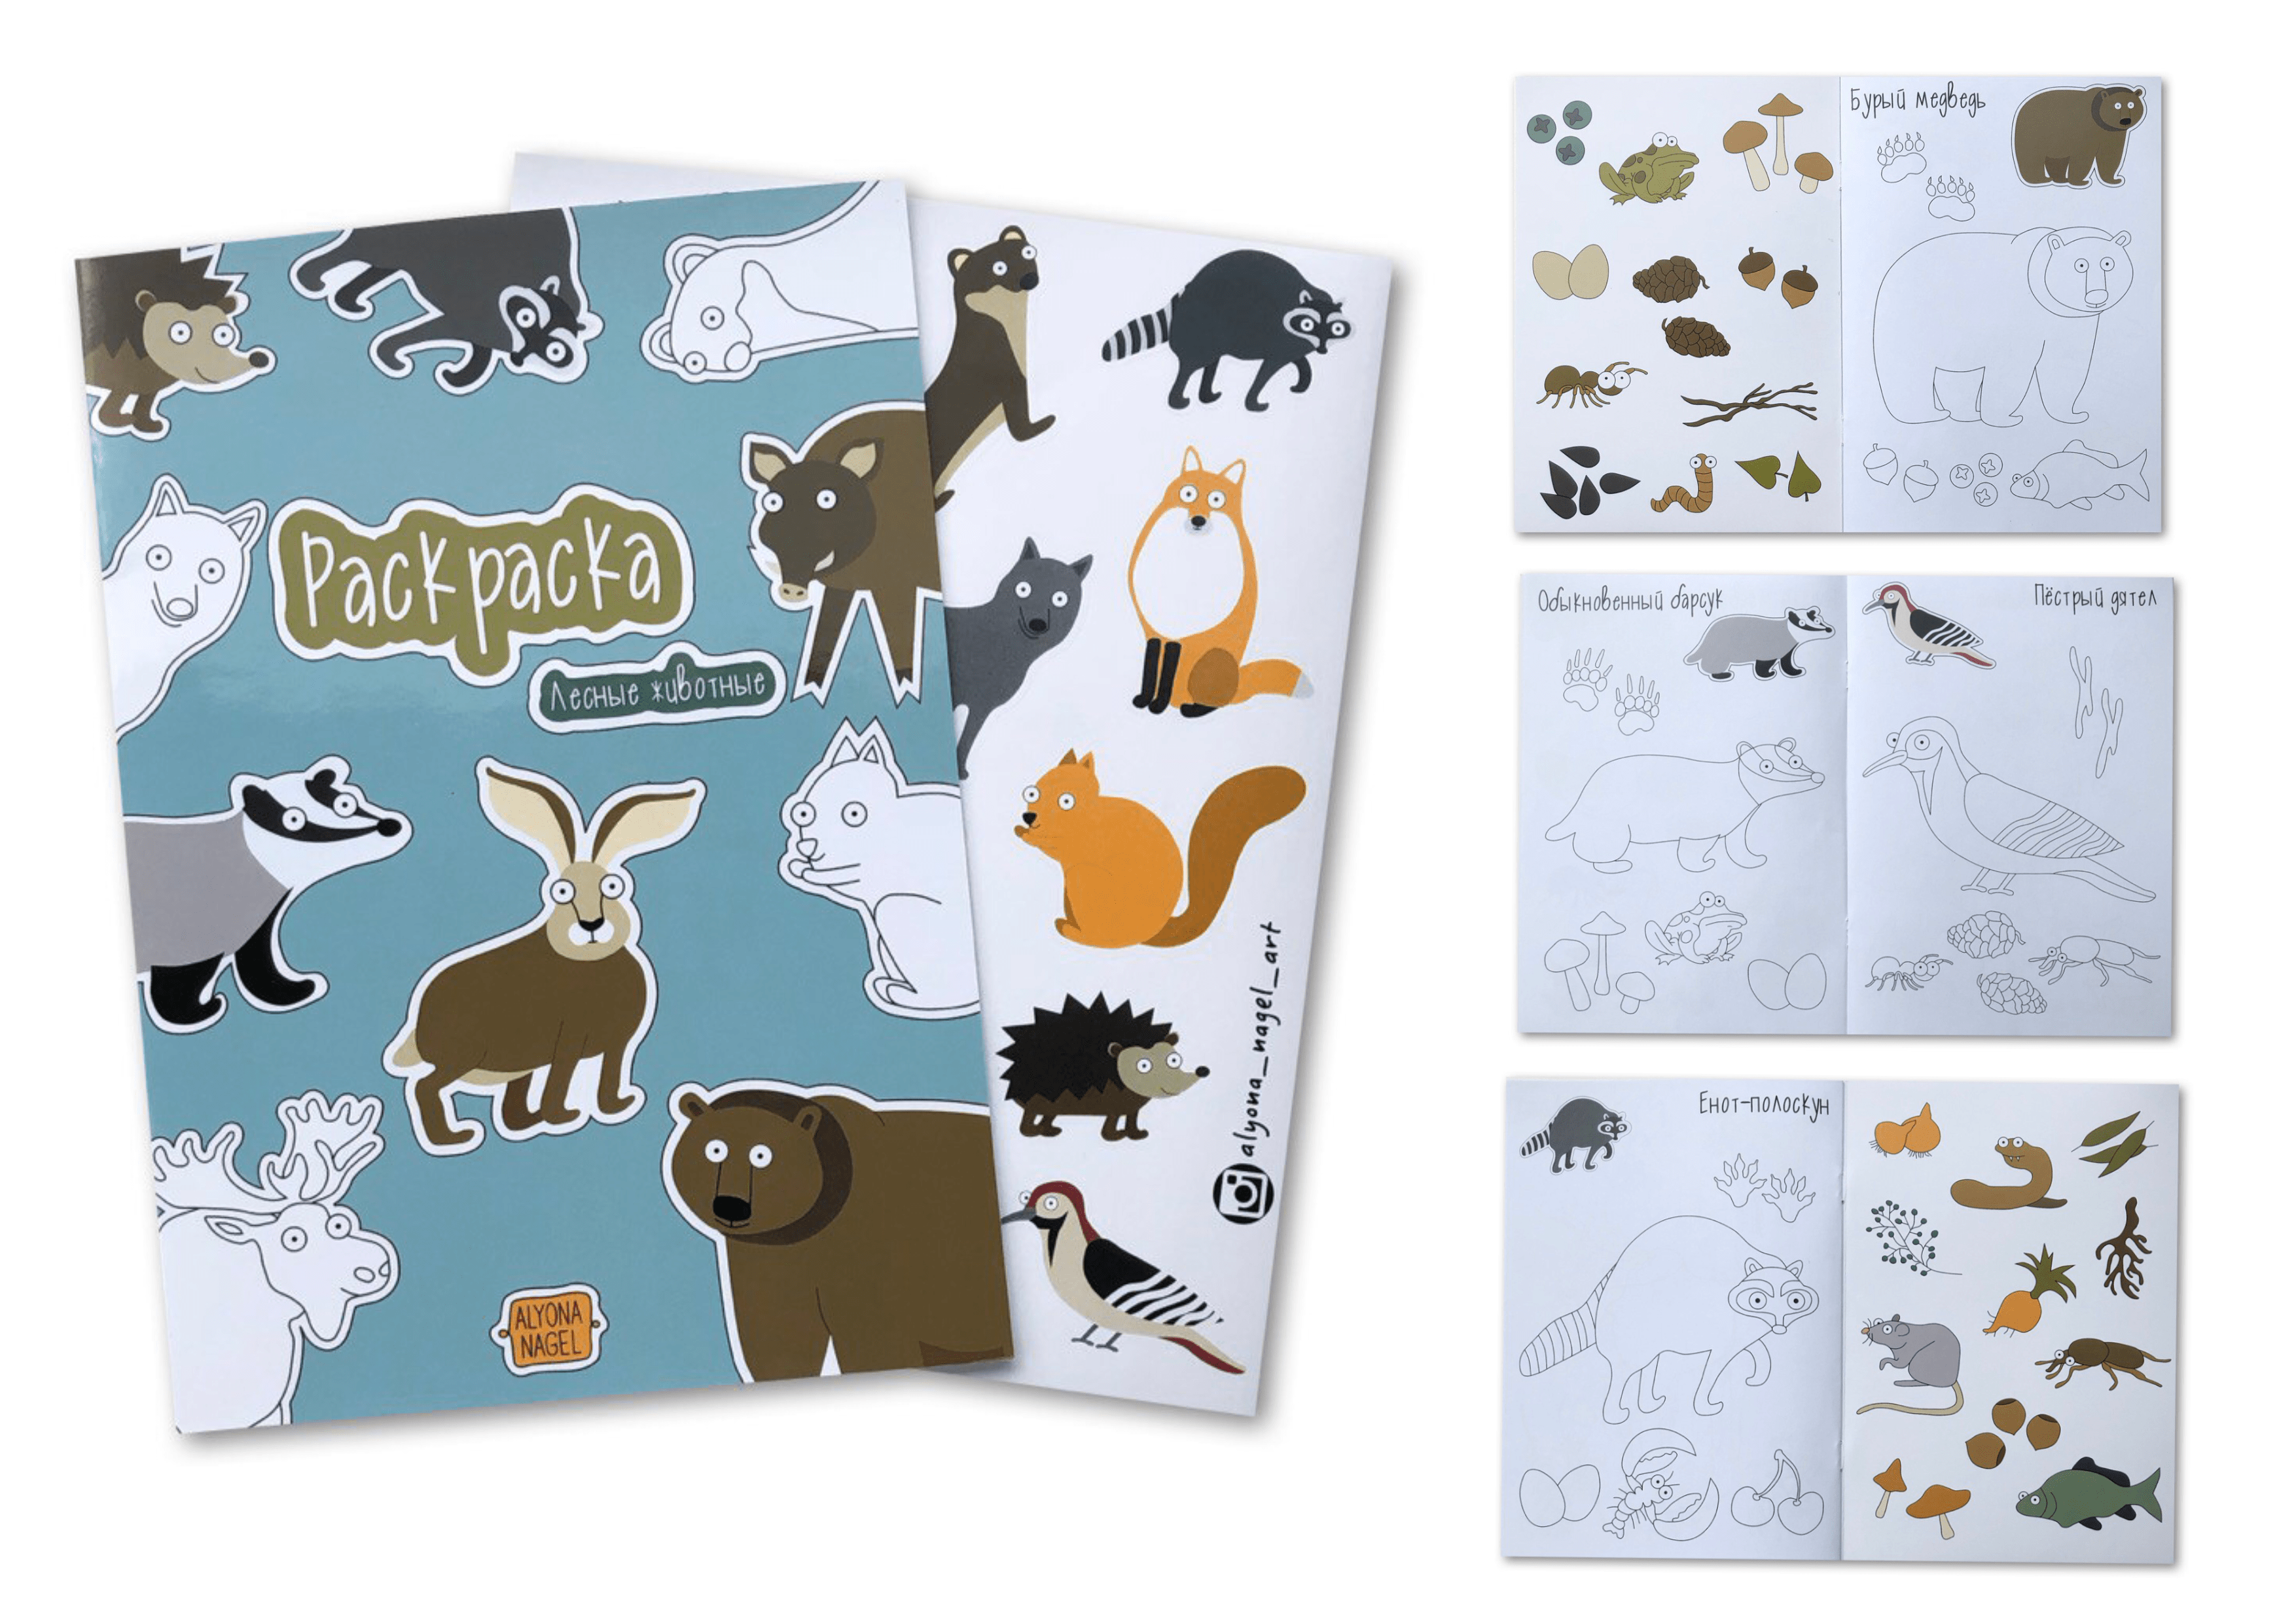 Раскраска
Лесные животные
ALYONA
NAGEL
alyona_nagel_art
Бурый медведь
Обыкновенный барсук
Пёстрый дятел
Енот-полоскун